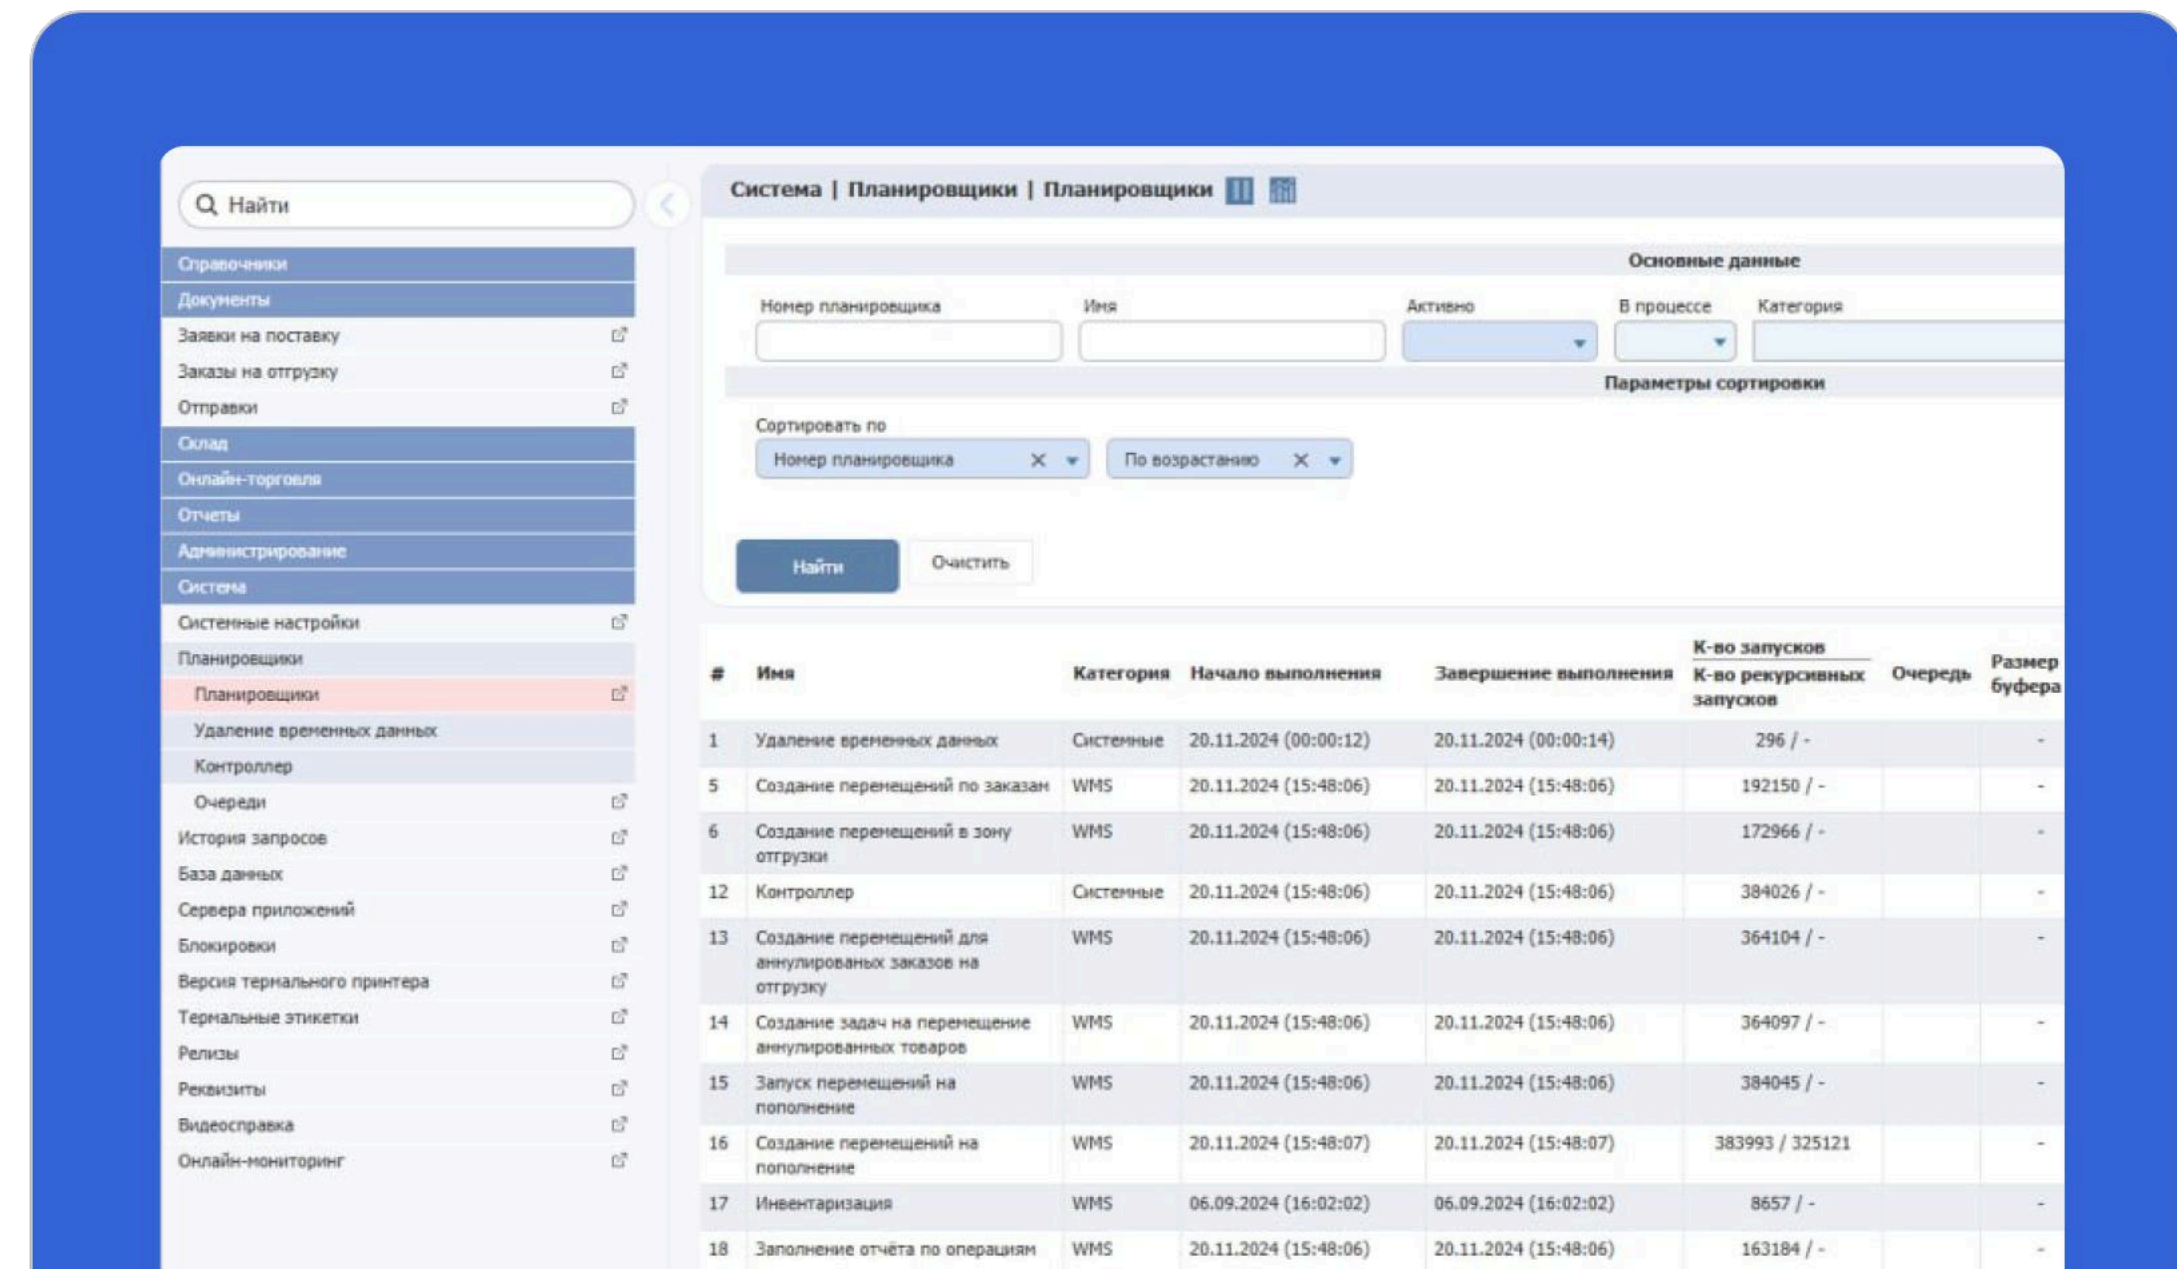 Найти
Справочники
Документы
Заявки на поставку
Заказы на отгрузку
Отправки
Склад
Онлайн-торговля
Отчеты
Администрирование
Система
Системные настройки
Планировщики
Планировщики
Удаление временных данных
Контроллер
Очереди
История запросов
База данных
Сервера приложений
Блокировки
Версия термального принтера
Термальные этикетки
Релизы
Реквизиты
Видеосправка
Онлайн-мониторинг
Система | Планировщики | Планировщики
Основные данные
Номер планировщика Имя Активно В процессе Категория
Параметры сортировки
Сортировать по
Номер планировщика По возрастанию
Найти Очистить
# Имя Категория Начало выполнения Завершение выполнения К-во запусков К-во рекурсивных запусков Очередь Размер буфера
1 Удаление временных данных Системные 20.11.2024 (00:00:12) 20.11.2024 (00:00:14) 296 / - -
5 Создание перемещений по заказам WMS 20.11.2024 (15:48:06) 20.11.2024 (15:48:06) 192150 / - -
6 Создание перемещений в зону WMS 20.11.2024 (15:48:06) 20.11.2024 (15:48:06) 172966 / - -
отгрузки
12 Контроллер Системные 20.11.2024 (15:48:06) 20.11.2024 (15:48:06) 384026 / - -
13 Создание перемещений для WMS 20.11.2024 (15:48:06) 20.11.2024 (15:48:06) 364104 / - -
аннулированых заказов на
отгрузку
14 Создание задач на перемещение WMS 20.11.2024 (15:48:06) 20.11.2024 (15:48:06) 364097 / - -
аннулированных товаров
15 Запуск перемещений на WMS 20.11.2024 (15:48:06) 20.11.2024 (15:48:06) 384045 / - -
пополнение
16 Создание перемещений на WMS 20.11.2024 (15:48:07) 20.11.2024 (15:48:07) 383993 / 325121 -
пополнение
17 Инвентаризация WMS 06.09.2024 (16:02:02) 06.09.2024 (16:02:02) 8657 / - -
18 Заполнение отчёта по операциям WMS 20.11.2024 (15:48:06) 20.11.2024 (15:48:06) 163184 / - -